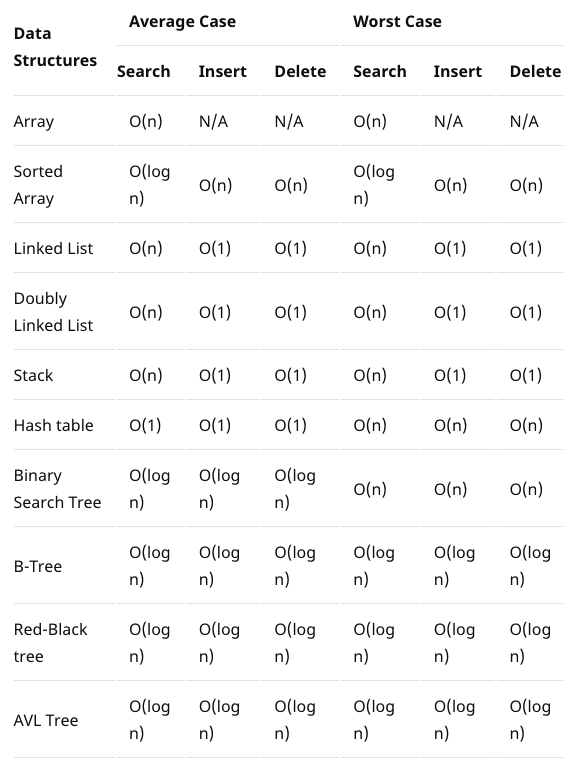 Data Structures | Average Case | Worst Case
Search | Insert | Delete | Search | Insert | Delete
Array | O(n) | N/A | N/A | O(n) | N/A | N/A
Sorted Array | O(log n) | O(n) | O(n) | O(log n) | O(n) | O(n)
Linked List | O(n) | O(1) | O(1) | O(n) | O(1) | O(1)
Doubly Linked List | O(n) | O(1) | O(1) | O(n) | O(1) | O(1)
Stack | O(n) | O(1) | O(1) | O(n) | O(1) | O(1)
Hash table | O(1) | O(1) | O(1) | O(n) | O(n) | O(n)
Binary Search Tree | O(log n) | O(log n) | O(log n) | O(n) | O(n) | O(n)
B-Tree | O(log n) | O(log n) | O(log n) | O(log n) | O(log n) | O(log n)
Red-Black tree | O(log n) | O(log n) | O(log n) | O(log n) | O(log n) | O(log n)
AVL Tree | O(log n) | O(log n) | O(log n) | O(log n) | O(log n) | O(log n)